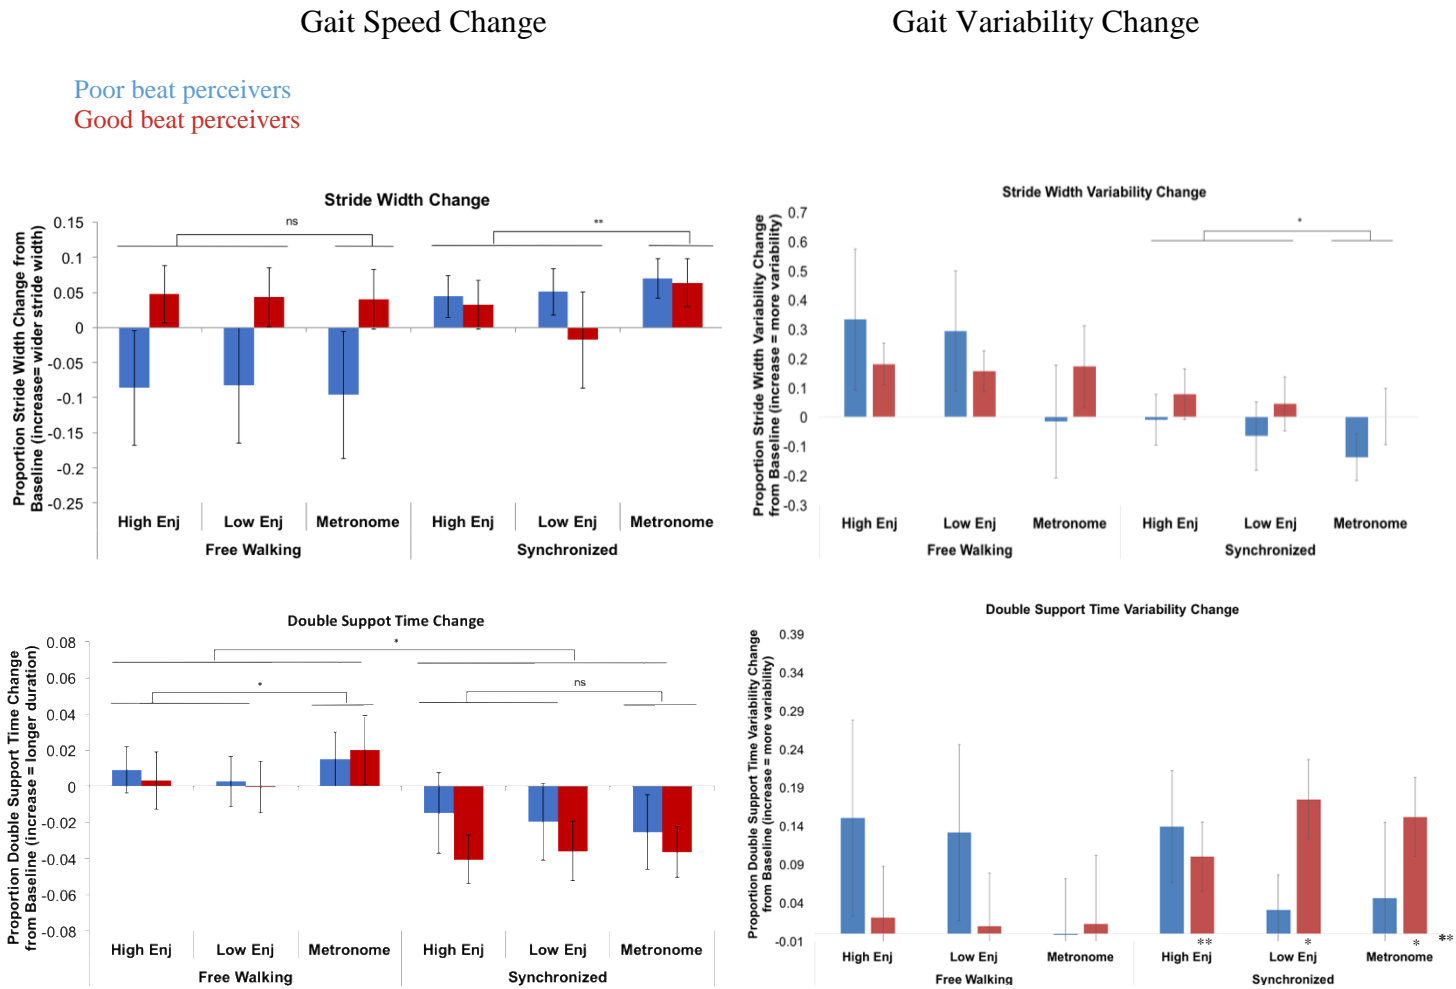 Gait Speed Change
Gait Variability Change
Poor beat perceivers
Good beat perceivers
Stride Width Change
Proportion Stride Width Change from
Baseline (increase= wider stride width)
0.15
0.1
0.05
0
-0.05
-0.1
-0.15
-0.2
-0.25
ns
**
High Enj Low Enj Metronome High Enj Low Enj Metronome
Free Walking Synchronized
Stride Width Variability Change
Proportion Stride Width Variability Change
from Baseline (increase = more variability)
0.7
0.6
0.5
0.4
0.3
0.2
0.1
0
-0.1
-0.2
-0.3
*
High Enj Low Enj Metronome High Enj Low Enj Metronome
Free Walking Synchronized
Double Suppot Time Change
Proportion Double Support Time Change
from Baseline (increase = longer duration)
0.08
0.06
0.04
0.02
0
-0.02
-0.04
-0.06
-0.08
*
*
ns
High Enj Low Enj Metronome High Enj Low Enj Metronome
Free Walking Synchronized
Double Support Time Variability Change
Proportion Double Support Time Variability Change
from Baseline (increase = more variability)
0.39
0.34
0.29
0.24
0.19
0.14
0.09
0.04
-0.01
** * * **
High Enj Low Enj Metronome High Enj Low Enj Metronome
Free Walking Synchronized